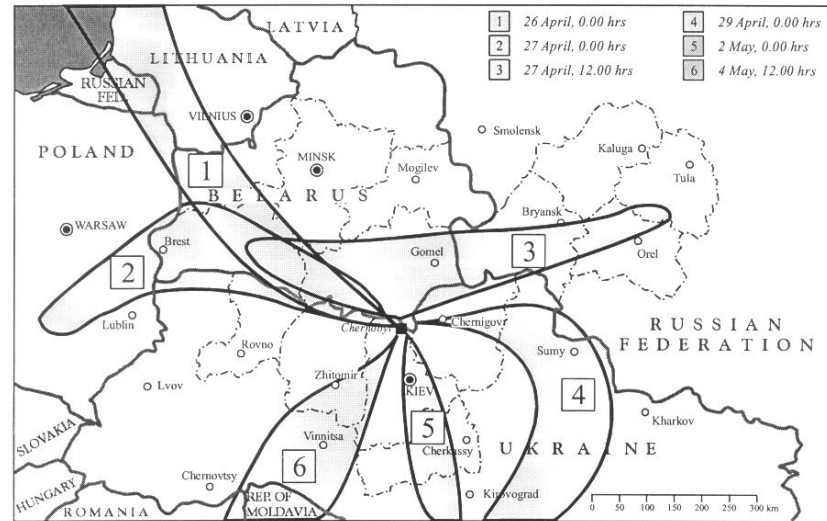 LATVIA
LITHUANIA
RUSSIAN
FED.
VILNIUS
POLAND
1
MINSK
BELARUS
Mogilev
Smolensk
Kaluga
Tula
WARSAW
Brest
2
Lublin
Bryansk
Gomel
3
Orel
Chernobyl
Chernigov
RUSSIAN
FEDERATION
Rovno
Sumy
Zhitomir
KIEV
Lvov
4
Kharkov
5
SLOVAKIA
Vinnitsa
Cherkassy
UKRAINE
6
HUNGARY
Chernovtsy
REP. OF
MOLDAVIA
Kirovograd
ROMANIA
1 26 April, 0.00 hrs
2 27 April, 0.00 hrs
3 27 April, 12.00 hrs
4 29 April, 0.00 hrs
5 2 May, 0.00 hrs
6 4 May, 12.00 hrs
0 50 100 150 200 250 300 km